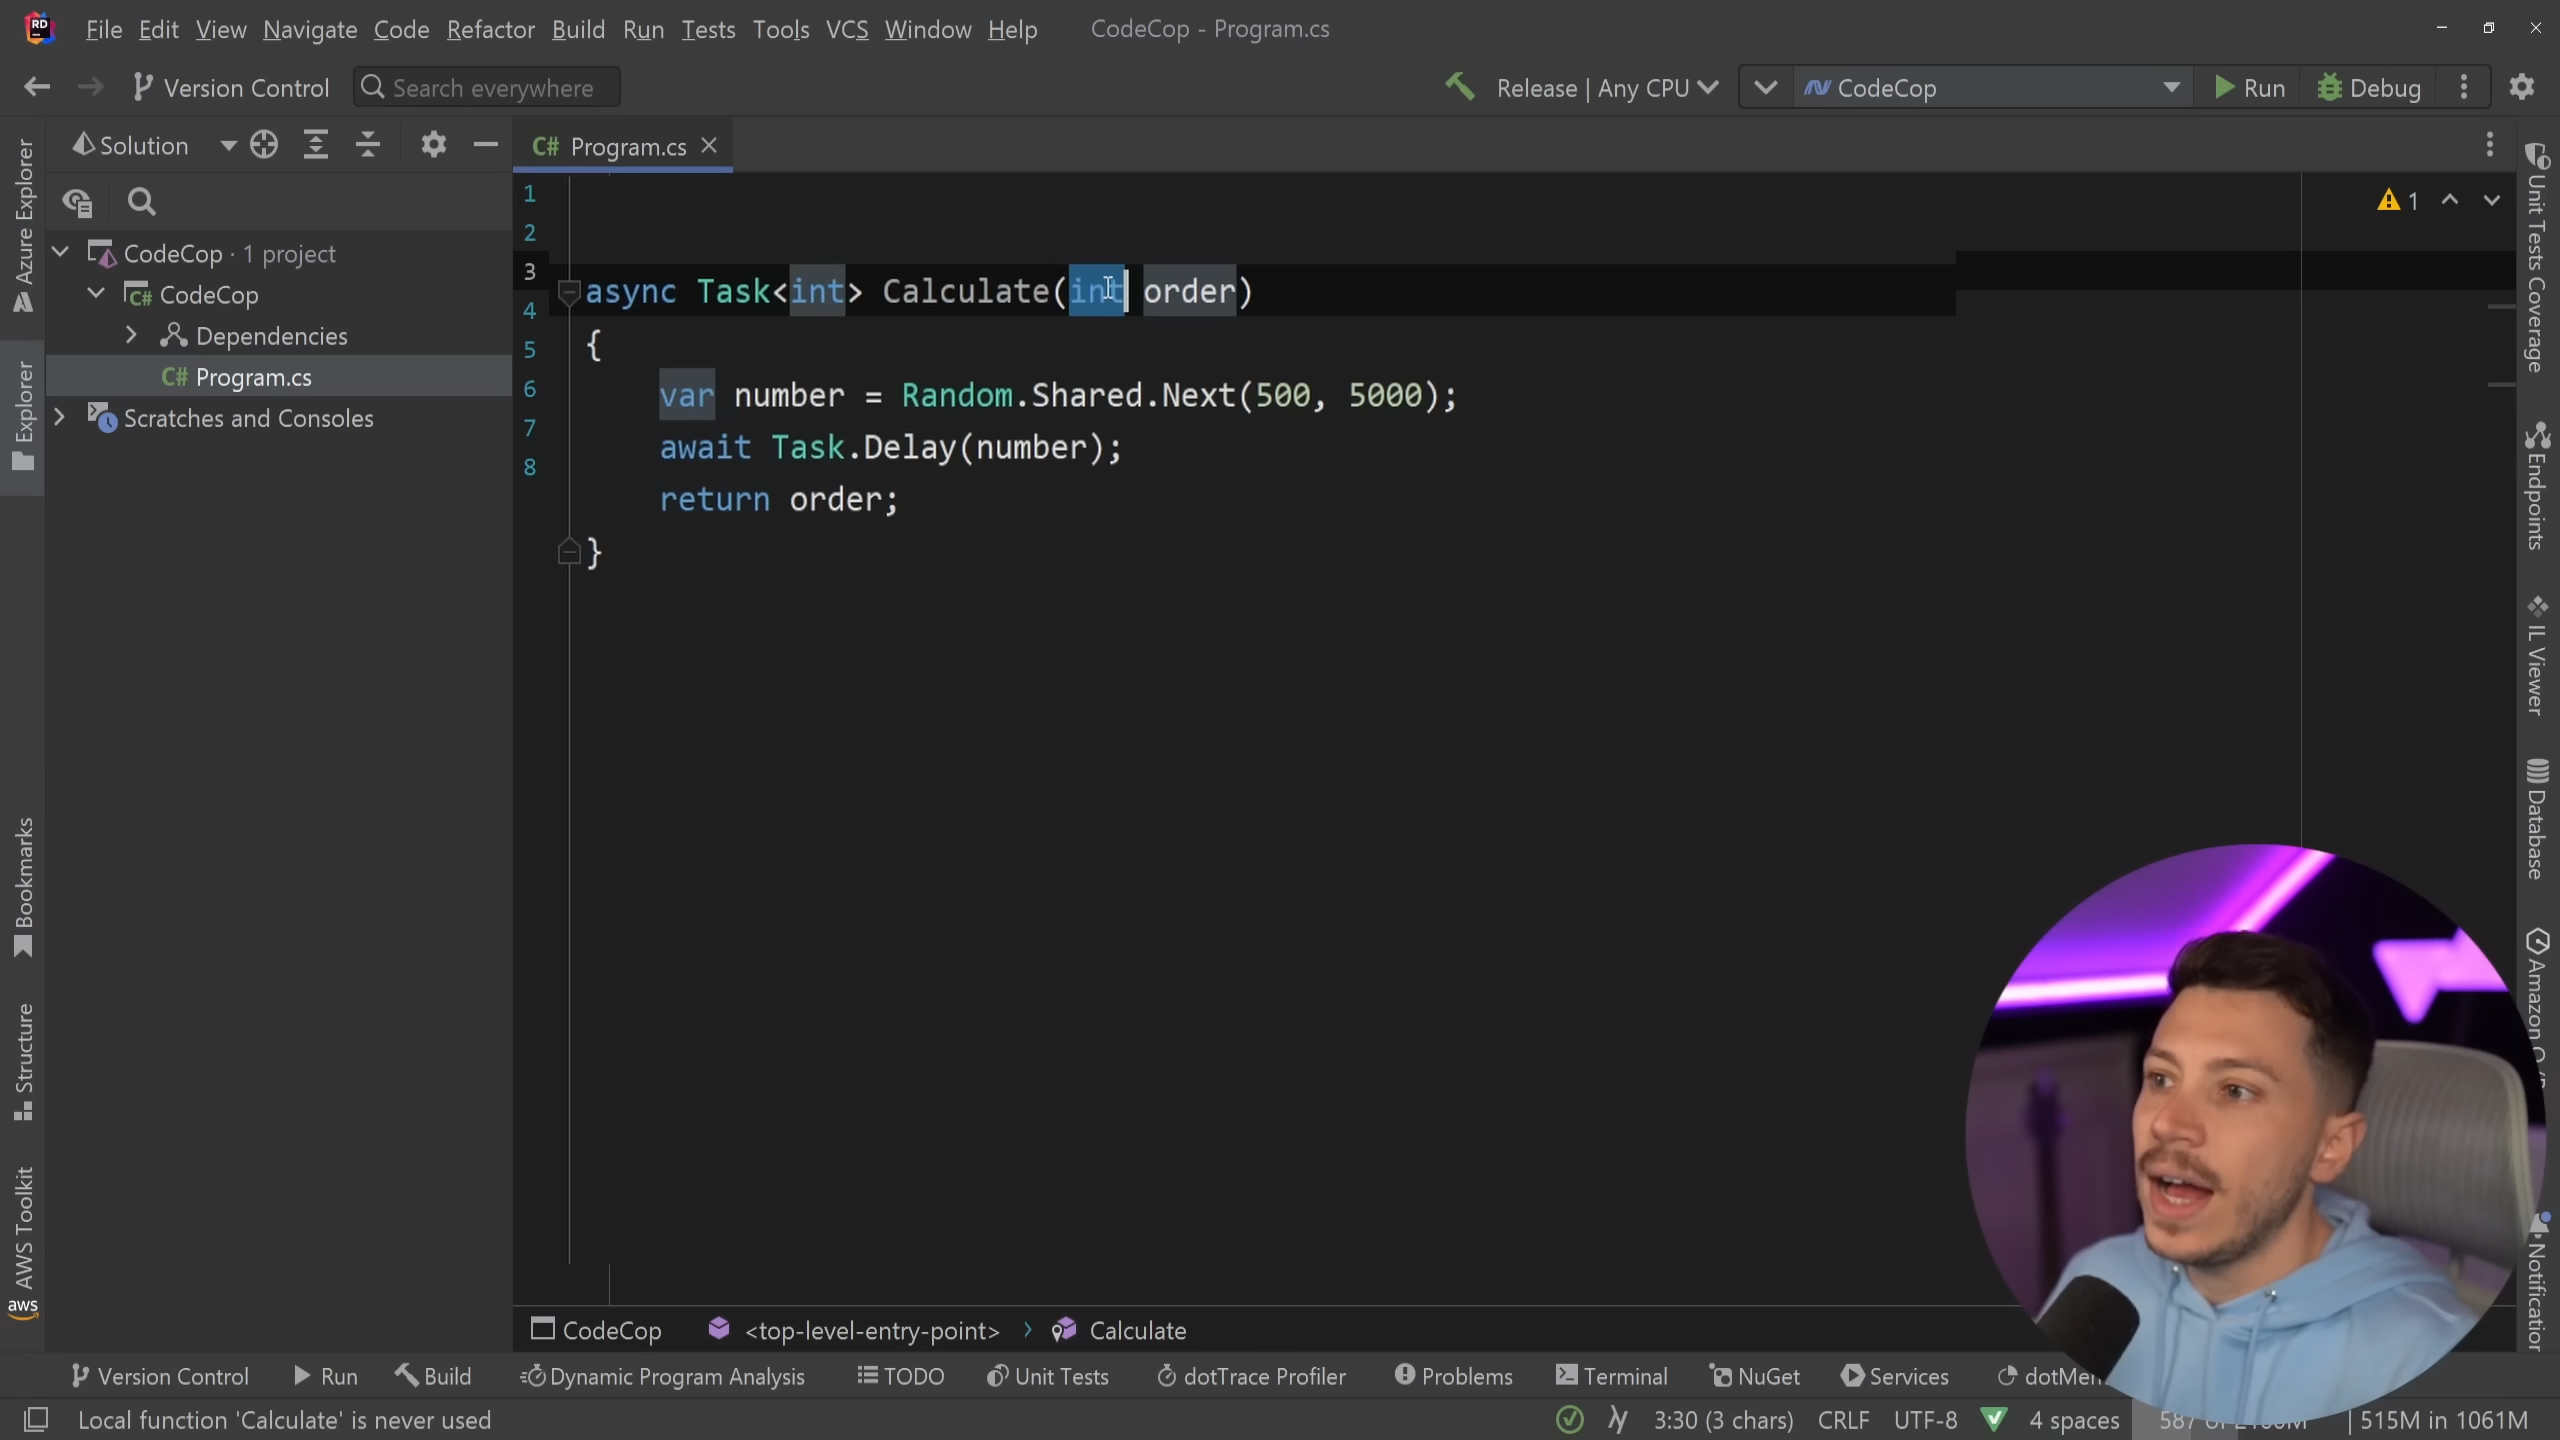 RD File Edit View Navigate Code Refactor Build Run Tests Tools VCS Window Help CodeCop - Program.cs
Version Control Search everywhere Release | Any CPU CodeCop Run Debug
Solution C# Program.cs
CodeCop · 1 project
C# CodeCop
Dependencies
C# Program.cs
Scratches and Consoles
Azure Explorer
Explorer
Bookmarks
Structure
AWS Toolkit
aws
1
2
3
4
5
6
7
8
async Task<int> Calculate(int order)
{
var number = Random.Shared.Next(500, 5000);
await Task.Delay(number);
return order;
}
1
Unit Tests Coverage
Endpoints
IL Viewer
Database
Amazon Q
Notification
CodeCop <top-level-entry-point> Calculate
Version Control Run Build Dynamic Program Analysis TODO Unit Tests dotTrace Profiler Problems Terminal NuGet Services
Local function 'Calculate' is never used 3:30 (3 chars) CRLF UTF-8 4 spaces 515M in 1061M